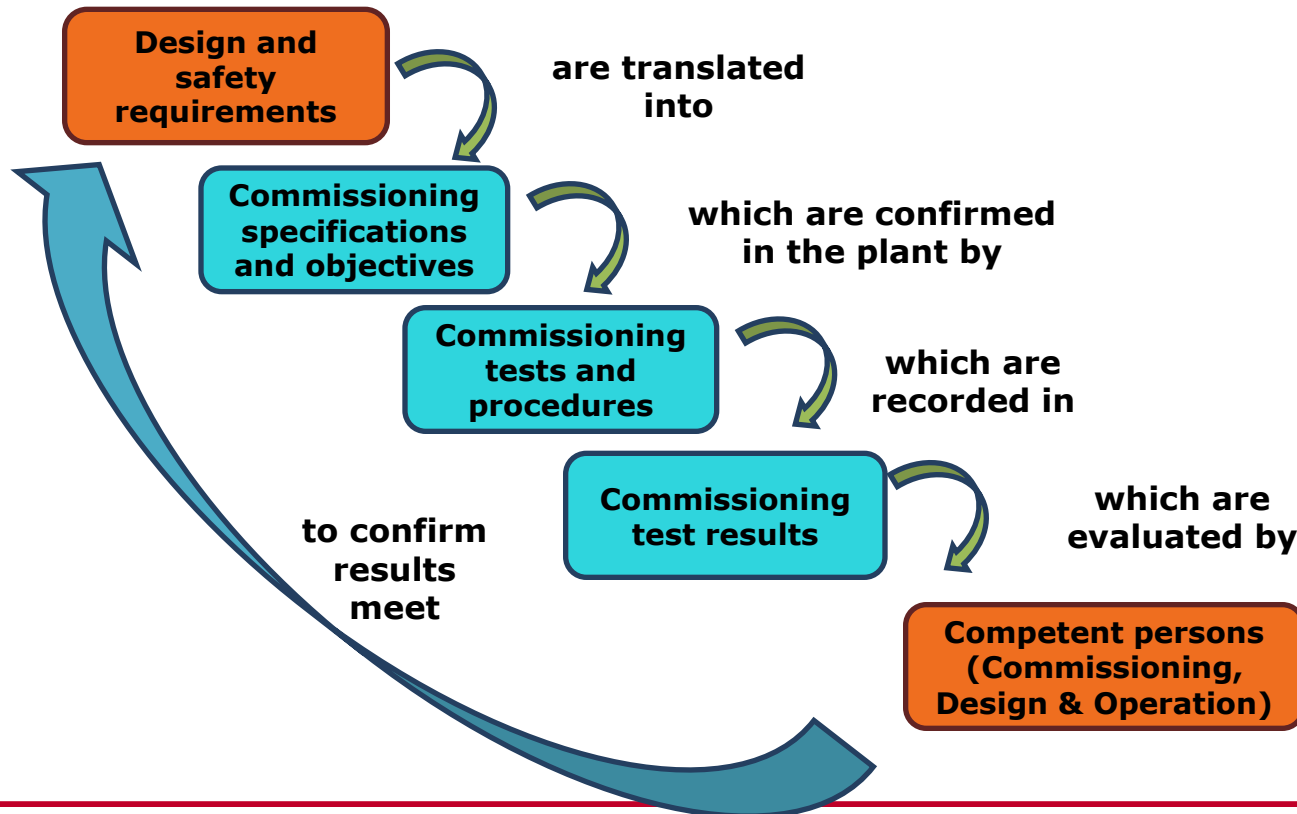 Design and
safety
requirements
are translated
into
Commissioning
specifications
and objectives
which are confirmed
in the plant by
Commissioning
tests and
procedures
which are
recorded in
Commissioning
test results
which are
evaluated by
to confirm
results
meet
Competent persons
(Commissioning,
Design & Operation)